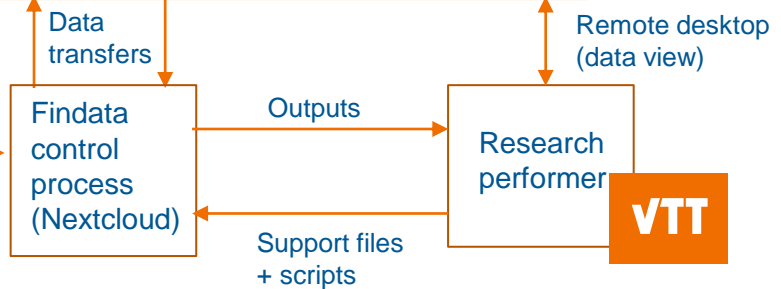 Data
transfers
Remote desktop
(data view)
Findata
control
process
(Nextcloud)
Outputs
Research
performer
VTT
Support files
+ scripts